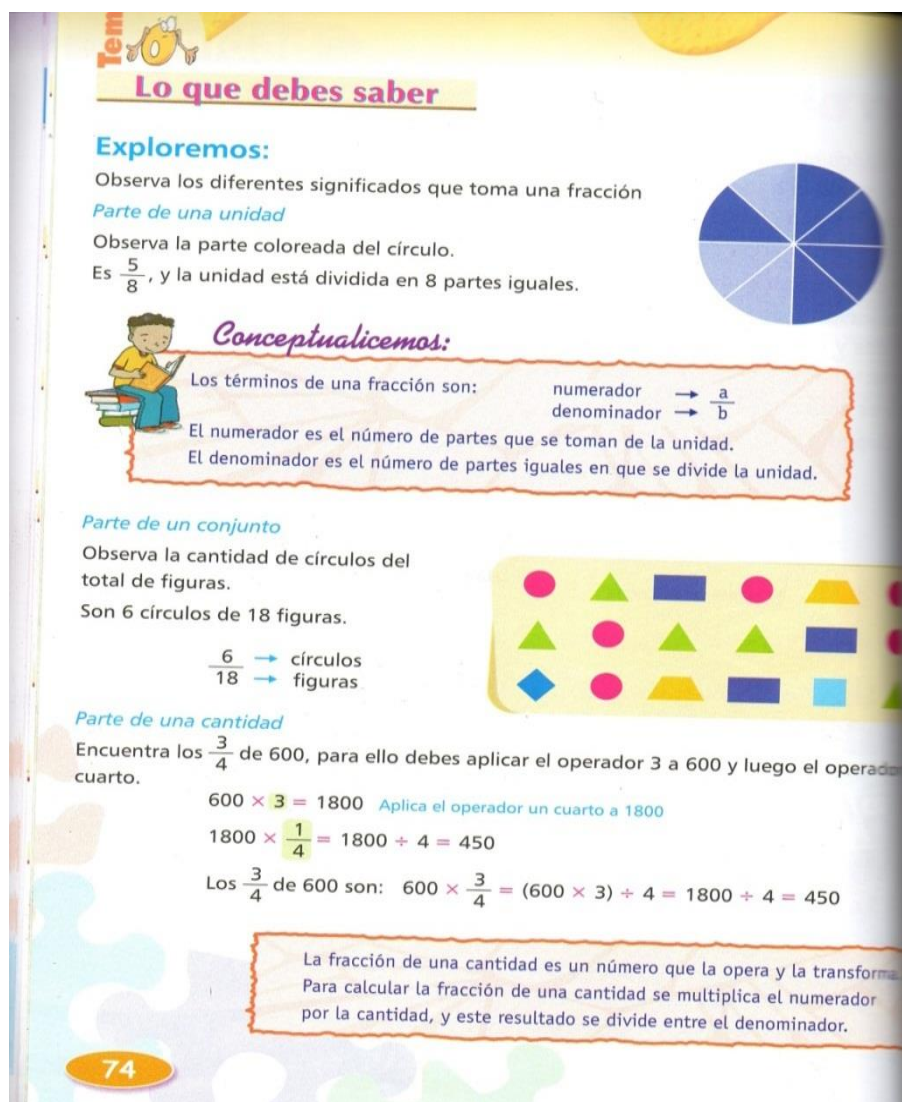 Tem
Lo que debes saber
Exploremos:
Observa los diferentes significados que toma una fracción
Parte de una unidad
Observa la parte coloreada del círculo.
Es 5/8, y la unidad está dividida en 8 partes iguales.
Conceptualicemos:
Los términos de una fracción son: numerador → a
denominador → b
El numerador es el número de partes que se toman de la unidad.
El denominador es el número de partes iguales en que se divide la unidad.
Parte de un conjunto
Observa la cantidad de círculos del
total de figuras.
Son 6 círculos de 18 figuras.
6 → círculos
18 → figuras
Parte de una cantidad
Encuentra los 3/4 de 600, para ello debes aplicar el operador 3 a 600 y luego el
cuarto.
600 × 3 = 1800 Aplica el operador un cuarto a 1800
1800 × 1/4 = 1800 ÷ 4 = 450
Los 3/4 de 600 son: 600 × 3/4 = (600 × 3) ÷ 4 = 1800 ÷ 4 = 450
La fracción de una cantidad es un número que la opera y la transforma.
Para calcular la fracción de una cantidad se multiplica el numerador
por la cantidad, y este resultado se divide entre el denominador.
74